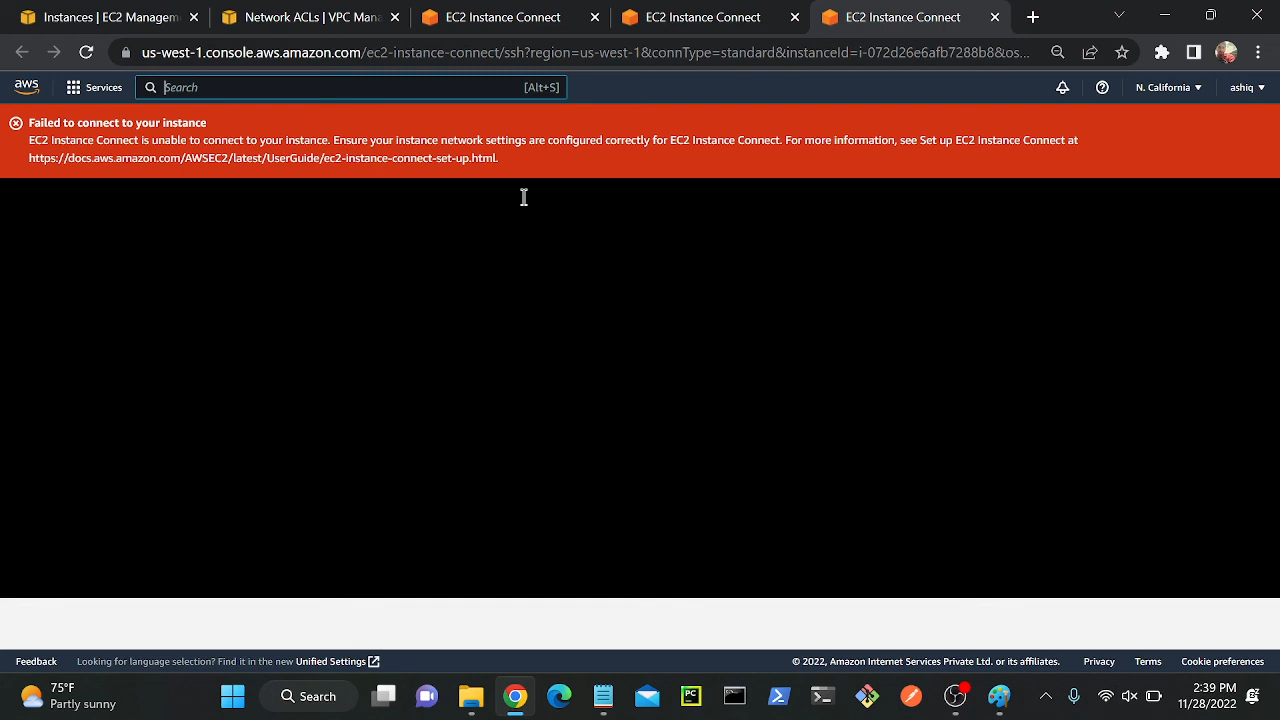 Instances | EC2 Managem
Network ACLs | VPC Mana
EC2 Instance Connect
EC2 Instance Connect
EC2 Instance Connect
us-west-1.console.aws.amazon.com/ec2-instance-connect/ssh?region=us-west-1&connType=standard&instanceId=i-072d26e6afb7288b8&os...
aws
Services
Search
[Alt+S]
N. California
ashiq
Failed to connect to your instance
EC2 Instance Connect is unable to connect to your instance. Ensure your instance network settings are configured correctly for EC2 Instance Connect. For more information, see Set up EC2 Instance Connect at
https://docs.aws.amazon.com/AWSEC2/latest/UserGuide/ec2-instance-connect-set-up.html.
Feedback
Looking for language selection? Find it in the new Unified Settings
© 2022, Amazon Internet Services Private Ltd. or its affiliates.
Privacy
Terms
Cookie preferences
75°F
Partly sunny
Search
PC
2:39 PM
11/28/2022